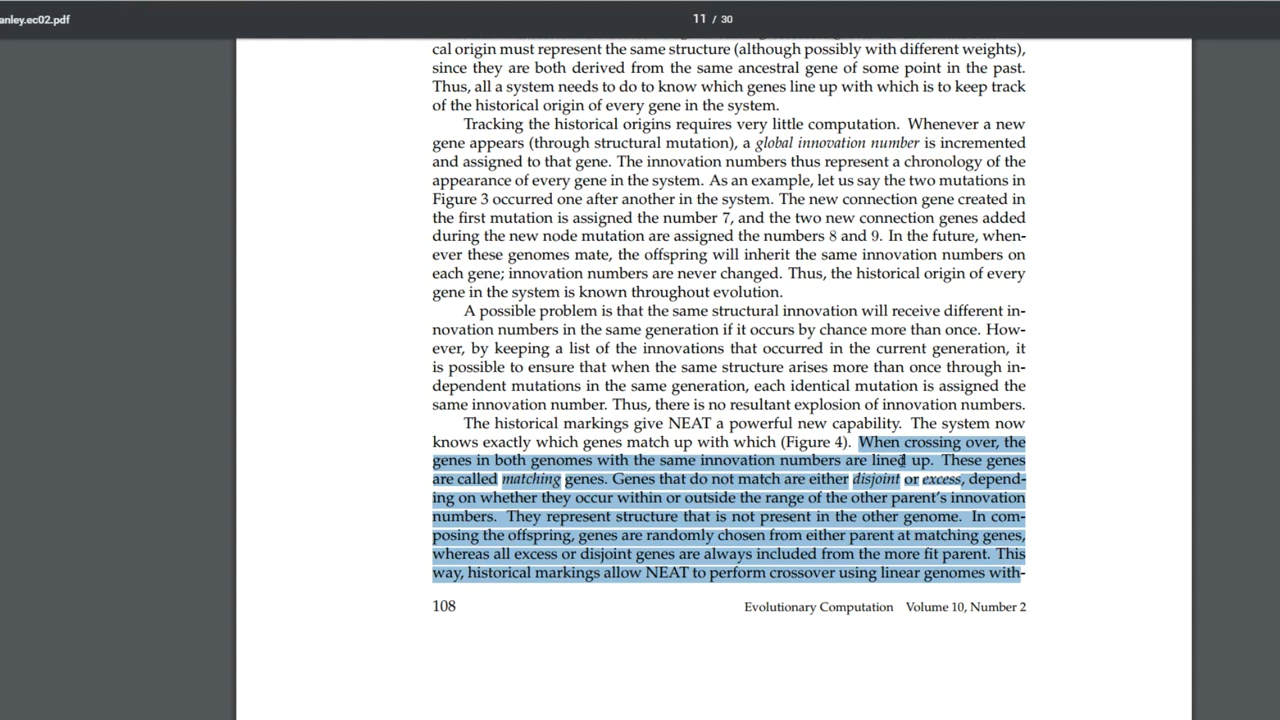 anley.ec02.pdf
11 / 30
cal origin must represent the same structure (although possibly with different weights),
since they are both derived from the same ancestral gene of some point in the past.
Thus, all a system needs to do to know which genes line up with which is to keep track
of the historical origin of every gene in the system.
Tracking the historical origins requires very little computation. Whenever a new
gene appears (through structural mutation), a global innovation number is incremented
and assigned to that gene. The innovation numbers thus represent a chronology of the
appearance of every gene in the system. As an example, let us say the two mutations in
Figure 3 occurred one after another in the system. The new connection gene created in
the first mutation is assigned the number 7, and the two new connection genes added
during the new node mutation are assigned the numbers 8 and 9. In the future, when-
ever these genomes mate, the offspring will inherit the same innovation numbers on
each gene; innovation numbers are never changed. Thus, the historical origin of every
gene in the system is known throughout evolution.
A possible problem is that the same structural innovation will receive different in-
novation numbers in the same generation if it occurs by chance more than once. How-
ever, by keeping a list of the innovations that occurred in the current generation, it
is possible to ensure that when the same structure arises more than once through in-
dependent mutations in the same generation, each identical mutation is assigned the
same innovation number. Thus, there is no resultant explosion of innovation numbers.
The historical markings give NEAT a powerful new capability. The system now
knows exactly which genes match up with which (Figure 4). When crossing over, the
genes in both genomes with the same innovation numbers are lined up. These genes
are called matching genes. Genes that do not match are either disjoint or excess, depend-
ing on whether they occur within or outside the range of the other parent's innovation
numbers. They represent structure that is not present in the other genome. In com-
posing the offspring, genes are randomly chosen from either parent at matching genes,
whereas all excess or disjoint genes are always included from the more fit parent. This
way, historical markings allow NEAT to perform crossover using linear genomes with-
108
Evolutionary Computation Volume 10, Number 2